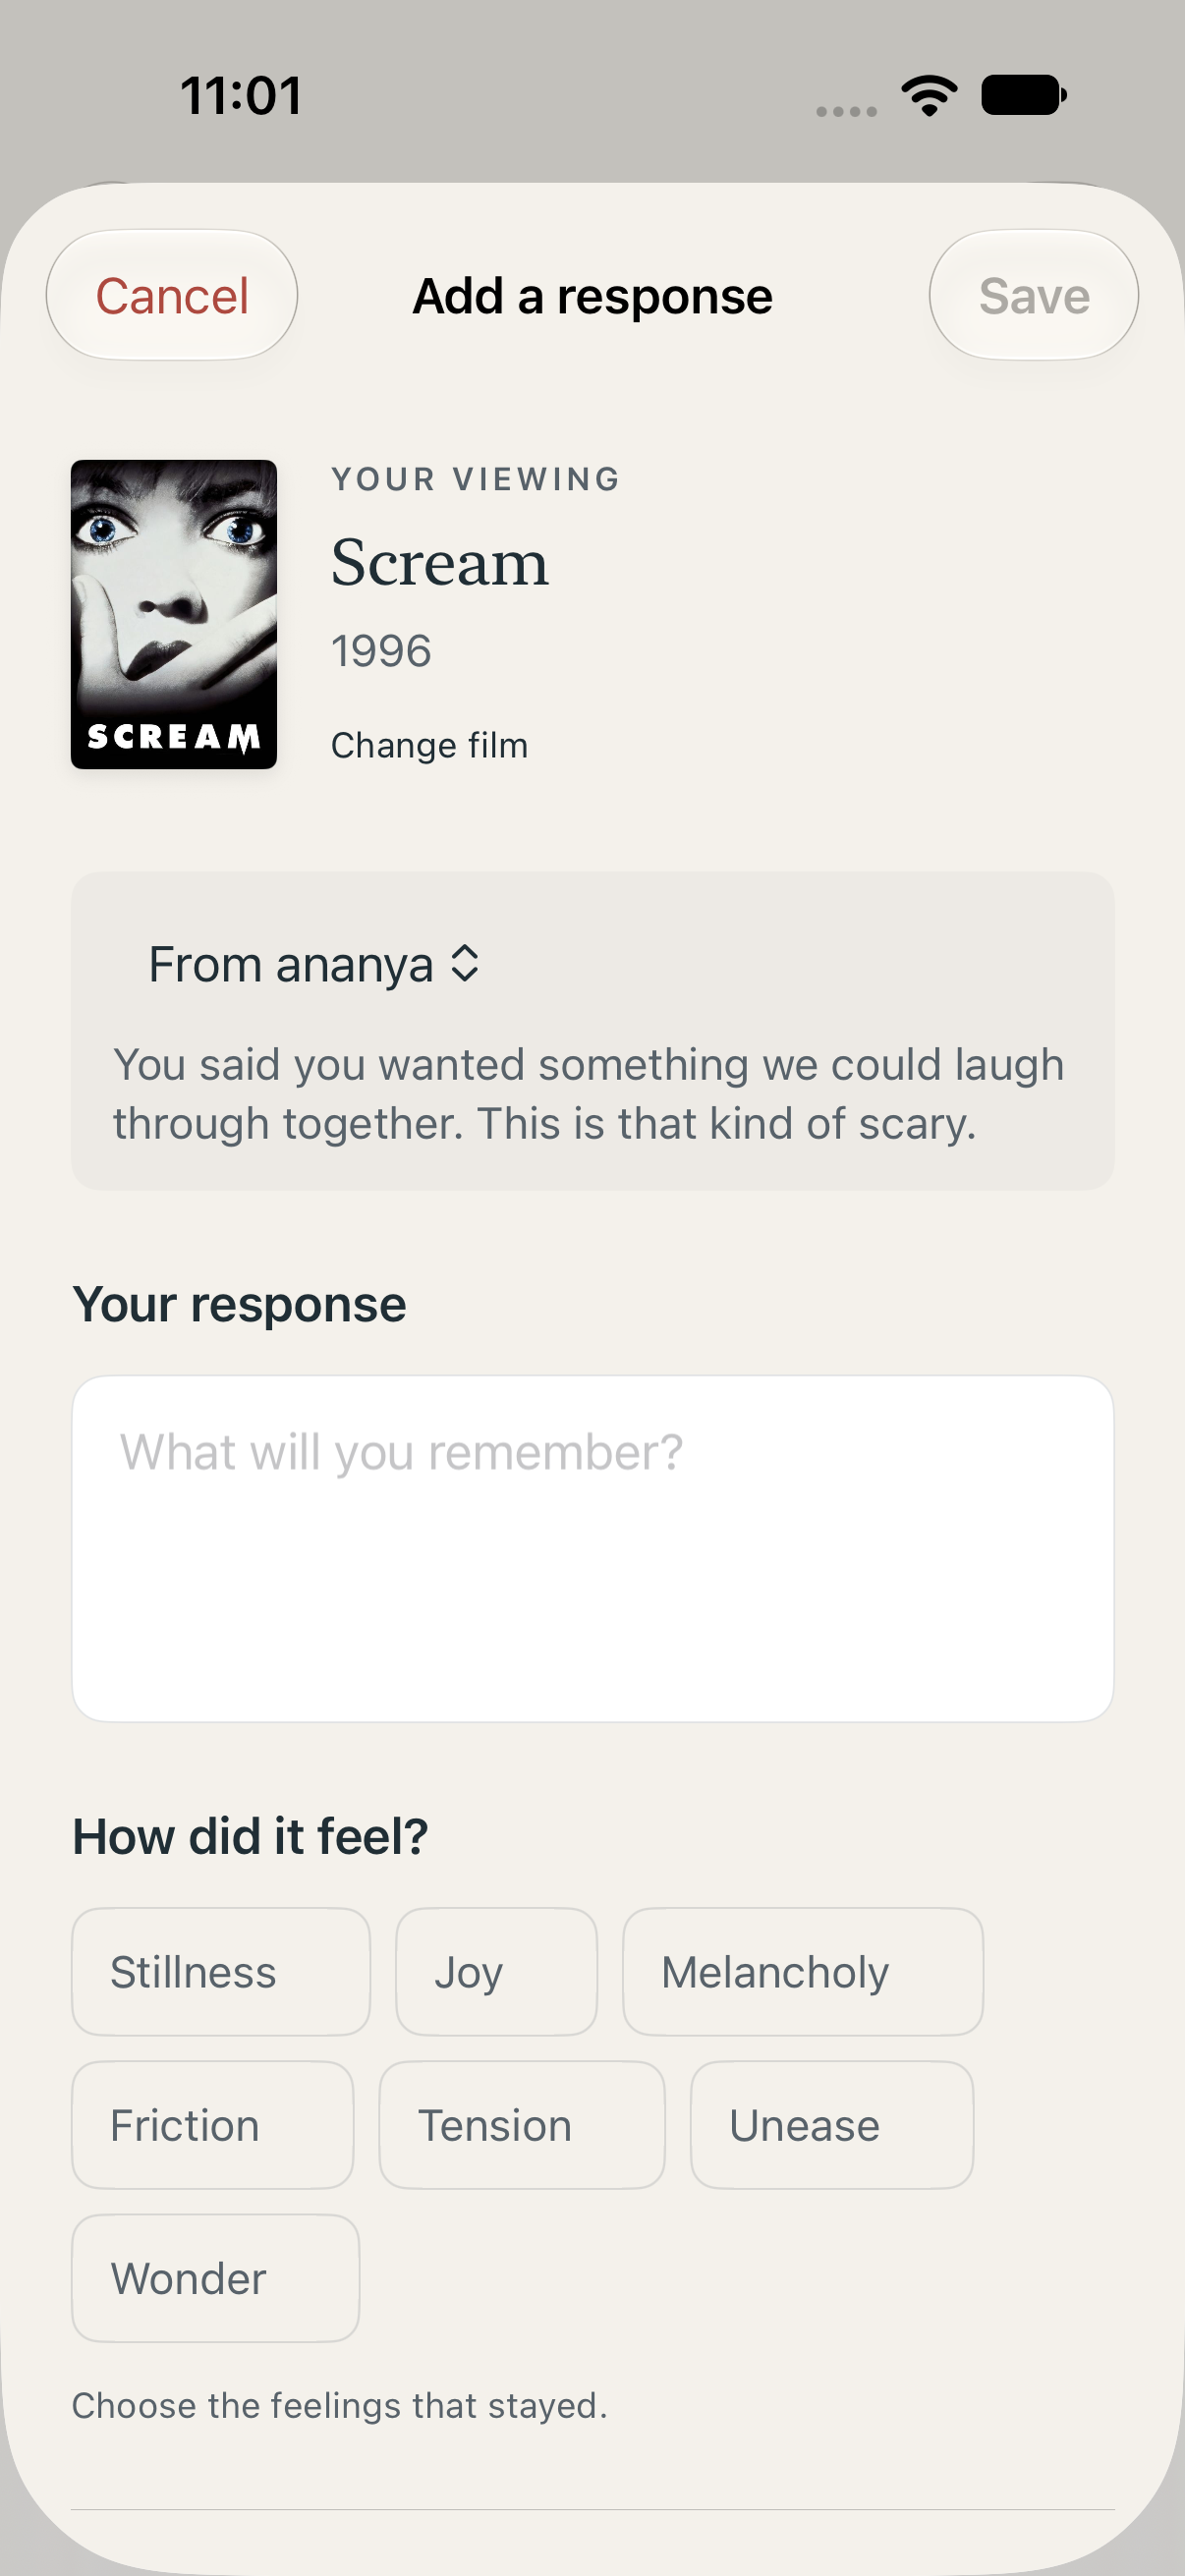 11:01
Cancel
Add a response
Save
SCREAM
YOUR VIEWING
Scream
1996
Change film
From ananya
You said you wanted something we could laugh
through together. This is that kind of scary.
Your response
What will you remember?
How did it feel?
Stillness
Joy
Melancholy
Friction
Tension
Unease
Wonder
Choose the feelings that stayed.